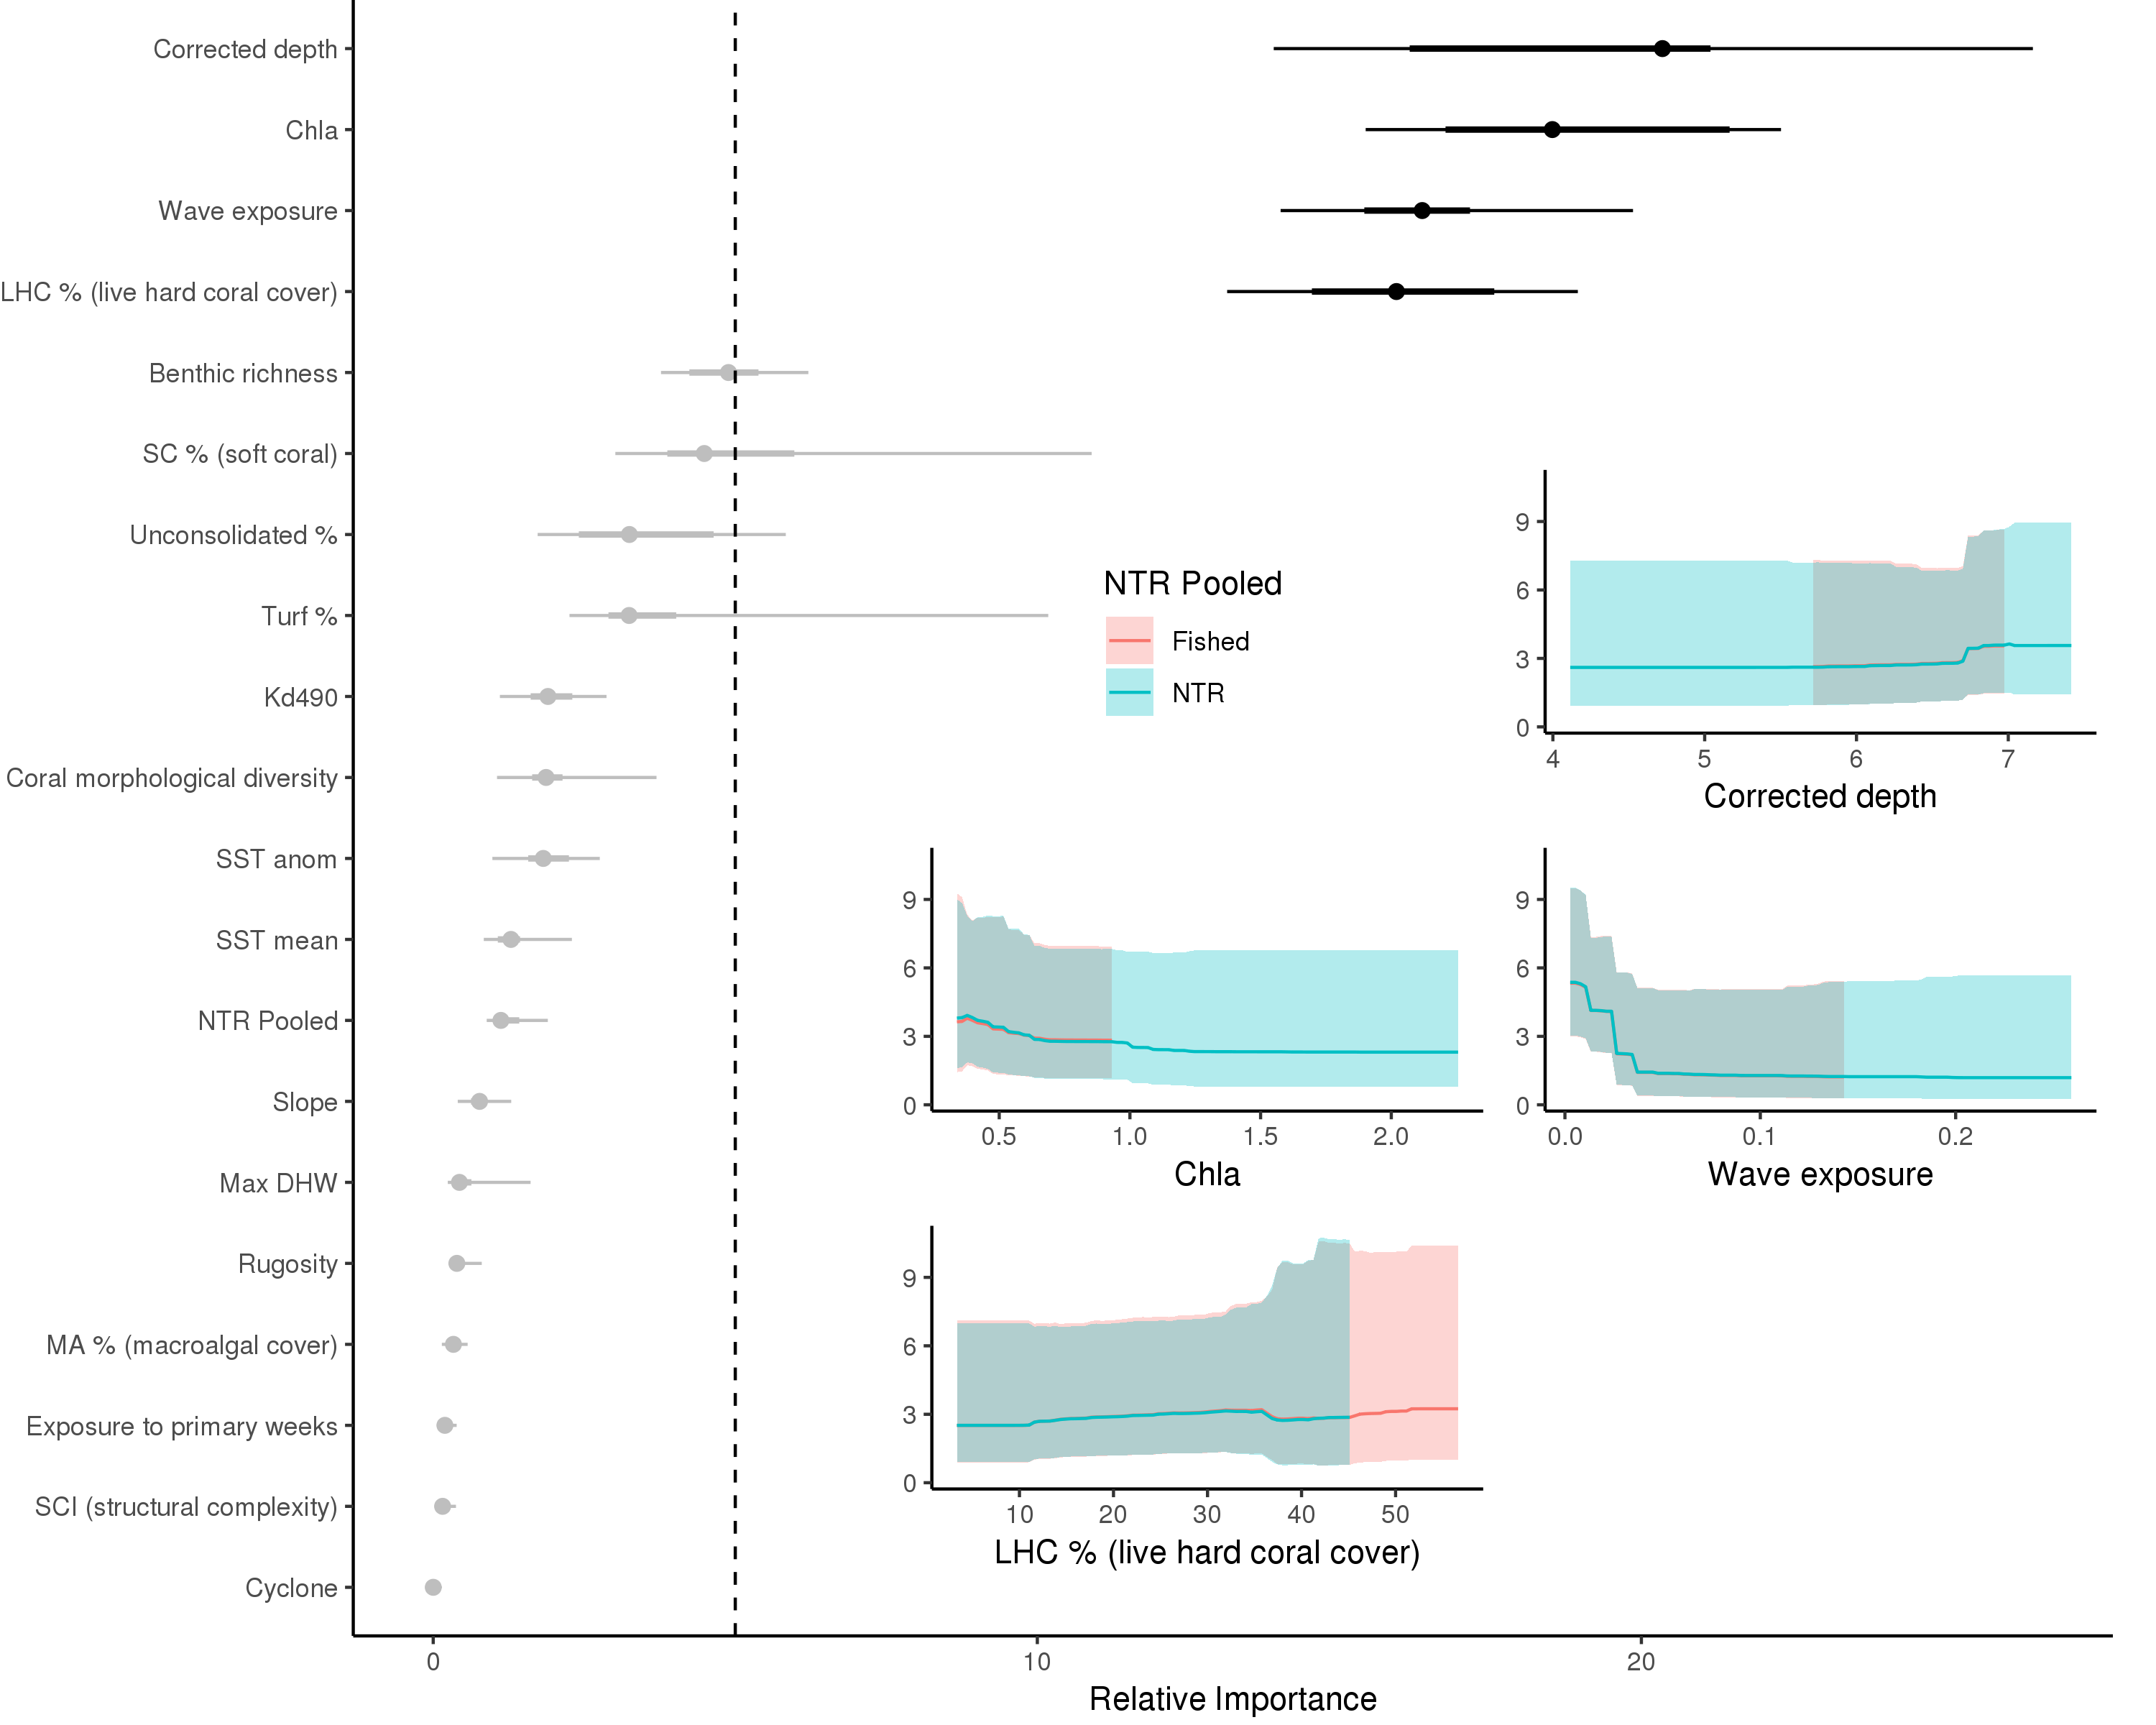 Corrected depth
Chla
Wave exposure
LHC % (live hard coral cover)
Benthic richness
SC % (soft coral)
Unconsolidated %
Turf %
Kd490
Coral morphological diversity
SST anom
SST mean
NTR Pooled
Slope
Max DHW
Rugosity
MA % (macroalgal cover)
Exposure to primary weeks
SCI (structural complexity)
Cyclone
0 10 20
Relative Importance
NTR Pooled
Fished
NTR
9
6
3
0
4 5 6 7
Corrected depth
9
6
3
0
0.5 1.0 1.5 2.0
Chla
9
6
3
0
0.0 0.1 0.2
Wave exposure
9
6
3
0
10 20 30 40 50
LHC % (live hard coral cover)